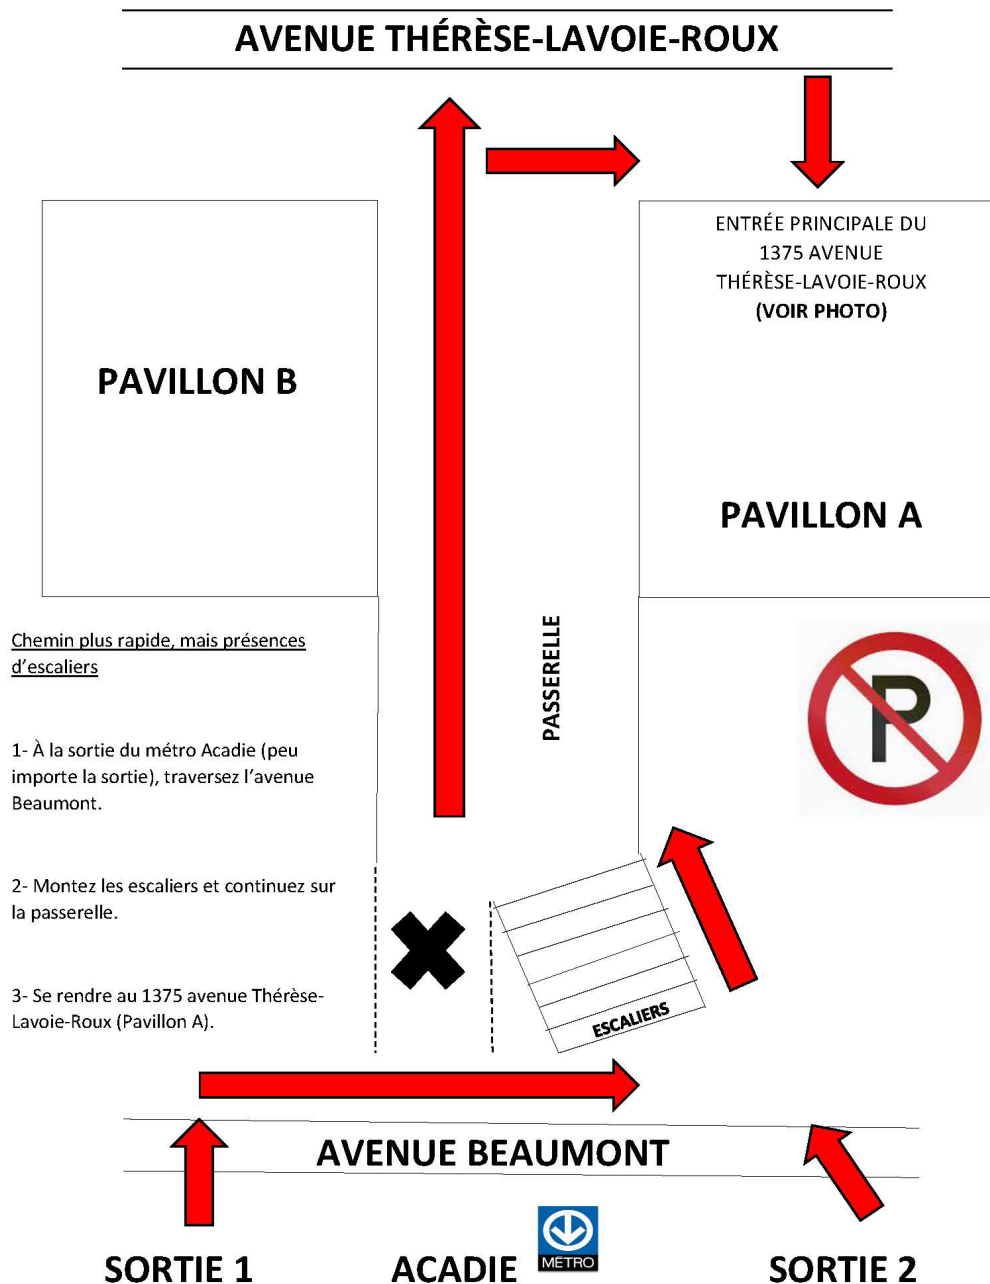 AVENUE THÉRÈSE-LAVOIE-ROUX
ENTRÉE PRINCIPALE DU
1375 AVENUE
THÉRÈSE-LAVOIE-ROUX
(VOIR PHOTO)
PAVILLON B
PAVILLON A
Chemin plus rapide, mais présences
d'escaliers
PASSERELLE
P
1- À la sortie du métro Acadie (peu
importe la sortie), traversez l'avenue
Beaumont.
2- Montez les escaliers et continuez sur
la passerelle.
3- Se rendre au 1375 avenue Thérèse-
Lavoie-Roux (Pavillon A).
ESCALIERS
AVENUE BEAUMONT
SORTIE 1
ACADIE
MÉTRO
SORTIE 2